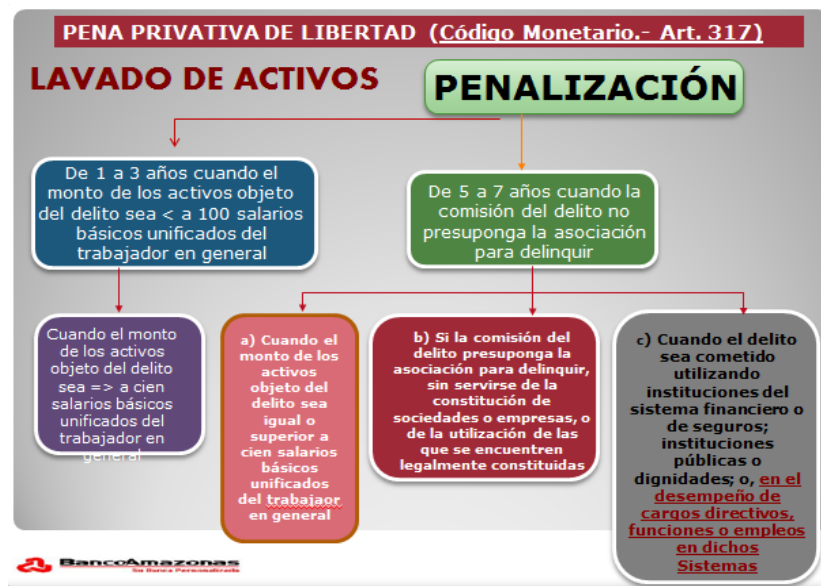 PENA PRIVATIVA DE LIBERTAD (Código Monetario.- Art. 317)
LAVADO DE ACTIVOS
PENALIZACIÓN
De 1 a 3 años cuando el
monto de los activos objeto
del delito sea < a 100 salarios
básicos unificados del
trabajador en general
De 5 a 7 años cuando la
comisión del delito no
presuponga la asociación
para delinquir
Cuando el monto
de los activos
objeto del delito
sea => a cien
salarios básicos
unificados del
trabajador en
general
a) Cuando el
monto de los
activos
objeto del
delito sea
igual o
superior a
cien salarios
básicos
unificados
del trabajaor
en general
b) Si la comisión del
delito presuponga la
asociación para delinquir,
sin servirse de la
constitución de
sociedades o empresas, o
de la utilización de las
que se encuentren
legalmente constituidas
c) Cuando el delito
sea cometido
utilizando
instituciones del
sistema financiero o
de seguros;
instituciones
públicas o
dignidades; o, en el
desempeño de
cargos directivos,
funciones o empleos
en dichos
Sistemas
BancoAmazonas
Su Banca Personalizada